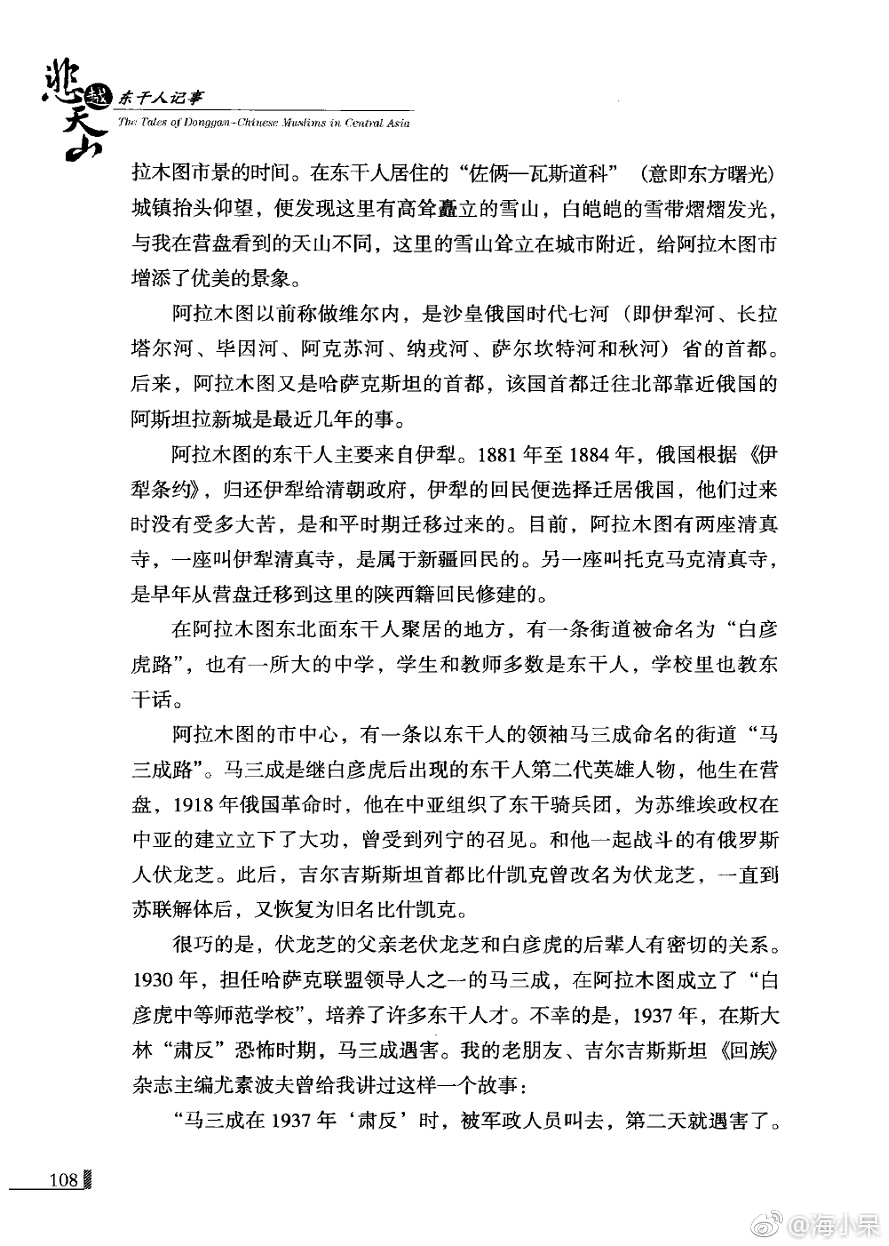 悲越天山
东干人记事
The Tales of Donggan-Chinese Muslims in Central Asia
拉木图市景的时间。在东干人居住的“佐俩—瓦斯道科”（意即东方曙光）
城镇抬头仰望，便发现这里有高耸矗立的雪山，白皑皑的雪带熠熠发光，
与我在营盘看到的天山不同，这里的雪山耸立在城市附近，给阿拉木图市
增添了优美的景象。
阿拉木图以前称做维尔内，是沙皇俄国时代七河（即伊犁河、长拉
塔尔河、毕因河、阿克苏河、纳戎河、萨尔坎特河和秋河）省的首都。
后来，阿拉木图又是哈萨克斯坦的首都，该国首都迁往北部靠近俄国的
阿斯坦拉新城是最近几年的事。
阿拉木图的东干人主要来自伊犁。1881 年至 1884 年，俄国根据《伊
犁条约》，归还伊犁给清朝政府，伊犁的回民便选择迁居俄国，他们过来
时没有受多大苦，是和平时期迁移过来的。目前，阿拉木图有两座清真
寺，一座叫伊犁清真寺，是属于新疆回民的。另一座叫托克马克清真寺，
是早年从营盘迁移到这里的陕西籍回民修建的。
在阿拉木图东北面东干人聚居的地方，有一条街道被命名为“白彦
虎路”，也有一所大的中学，学生和教师多数是东干人，学校里也教东
干话。
阿拉木图的市中心，有一条以东干人的领袖马三成命名的街道“马
三成路”。马三成是继白彦虎后出现的东干人第二代英雄人物，他生在营
盘，1918 年俄国革命时，他在中亚组织了东干骑兵团，为苏维埃政权在
中亚的建立立下了大功，曾受到列宁的召见。和他一起战斗的有俄罗斯
人伏龙芝。此后，吉尔吉斯斯坦首都比什凯克曾改名为伏龙芝，一直到
苏联解体后，又恢复为旧名比什凯克。
很巧的是，伏龙芝的父亲老伏龙芝和白彦虎的后辈人有密切的关系。
1930 年，担任哈萨克联盟领导人之一的马三成，在阿拉木图成立了“白
彦虎中等师范学校”，培养了许多东干人才。不幸的是，1937 年，在斯大
林“肃反”恐怖时期，马三成遇害。我的老朋友、吉尔吉斯斯坦《回族》
杂志主编尤素波夫曾给我讲过这样一个故事：
“马三成在 1937 年‘肃反’时，被军政人员叫去，第二天就遇害了。
108
@海小呆